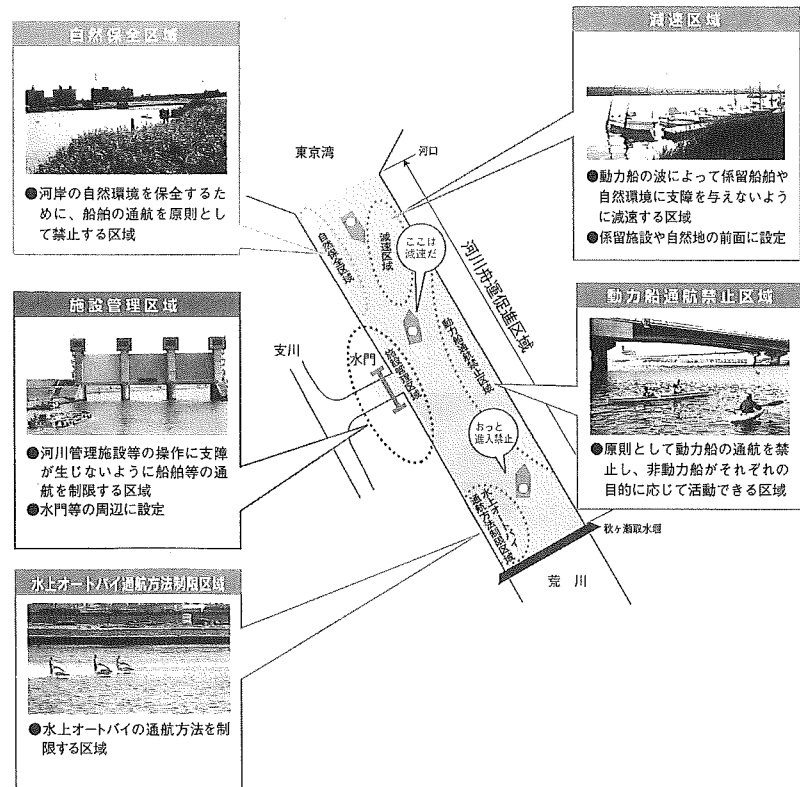 自然保全区域
●河岸の自然環境を保全するた
めに、船舶の通航を原則とし
て禁止する区域
減速区域
●動力船の波によって係留船舶や
自然環境に支障を与えないよう
に減速する区域
●係留施設や自然地の前面に設定
東京湾
河口
自然保全区域
減速区域
ここは
減速だ
河川舟運促進区域
施設管理区域
●河川管理施設等の操作に支障
が生じないように船舶等の通
航を制限する区域
●水門等の周辺に設定
支川
水門
施設管理区域
動力船通航禁止区域
おっと
進入禁止
動力船通航禁止区域
●原則として動力船の通航を禁
止し、非動力船がそれぞれの
目的に応じて活動できる区域
水上オートバイ
通航方法制限区域
秋ヶ瀬取水堰
荒川
水上オートバイ通航方法制限区域
●水上オートバイの通航方法を制
限する区域